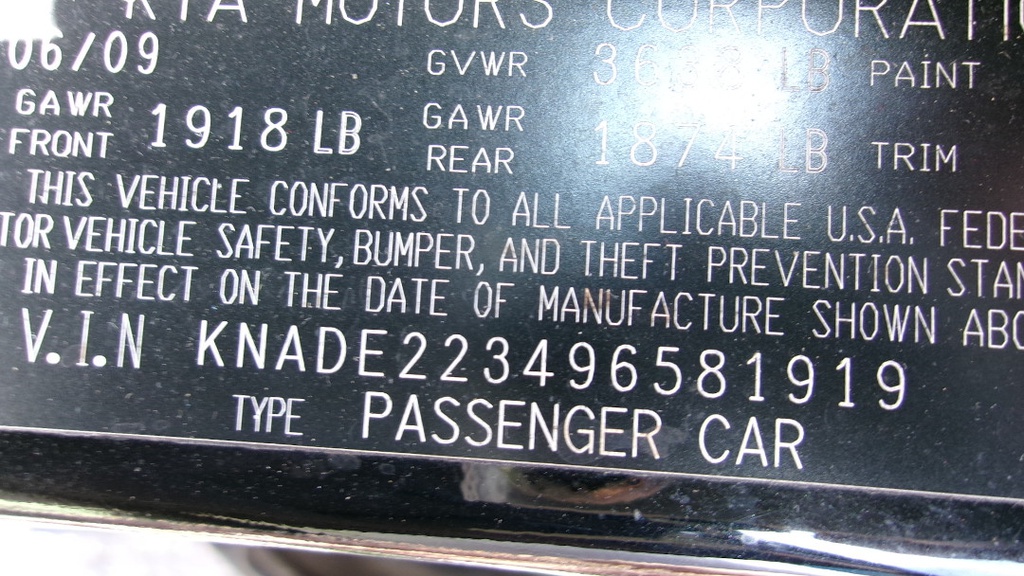 KIA MOTORS CORPORATI
06/09 GVWR 3638 LB PAINT
GAWR FRONT 1918 LB GAWR REAR 1874 LB TRIM
THIS VEHICLE CONFORMS TO ALL APPLICABLE U.S.A. FEDE
TOR VEHICLE SAFETY, BUMPER, AND THEFT PREVENTION STAN
IN EFFECT ON THE DATE OF MANUFACTURE SHOWN ABO
V.I.N KNADE223496581919
TYPE PASSENGER CAR